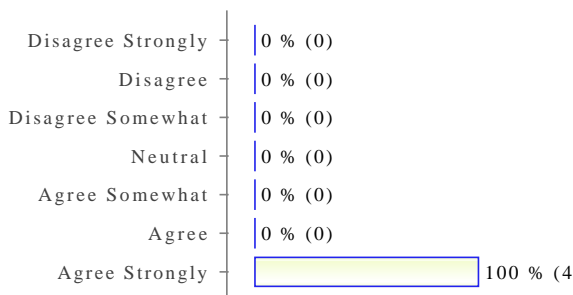 Disagree Strongly 0 % (0)
Disagree 0 % (0)
Disagree Somewhat 0 % (0)
Neutral 0 % (0)
Agree Somewhat 0 % (0)
Agree 0 % (0)
Agree Strongly 100 % (4